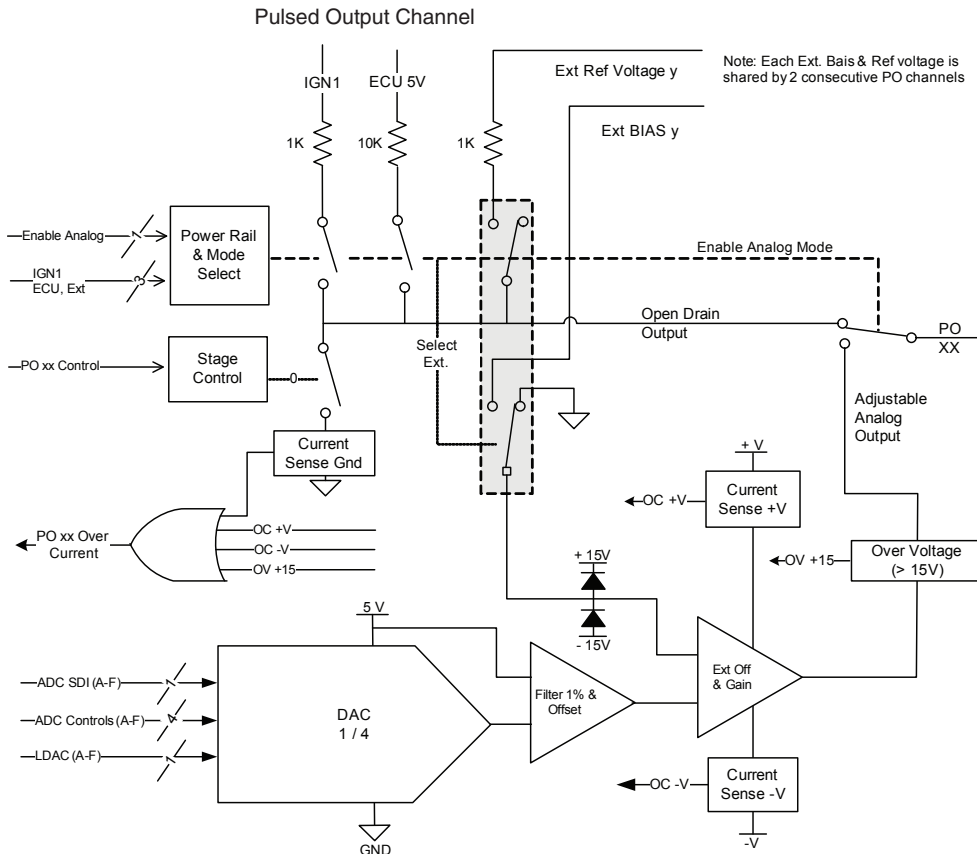 Pulsed Output Channel
IGN1
ECU 5V
Ext Ref Voltage y
Note: Each Ext. Bais & Ref voltage is
shared by 2 consecutive PO channels
1K
10K
1K
Ext BIAS y
Enable Analog
1
Power Rail
& Mode
Select
IGN1
ECU, Ext
3
Enable Analog Mode
Open Drain
Output
PO
XX
PO xx Control
Stage
Control
0
Select
Ext.
Adjustable
Analog
Output
Current
Sense Gnd
+ V
Current
Sense +V
OC +V
PO xx Over
Current
OC +V
OC -V
OV +15
OV +15
Over Voltage
(> 15V)
+ 15V
- 15V
5 V
ADC SDI (A-F)
1
ADC Controls (A-F)
4
LDAC (A-F)
1
DAC
1 / 4
Filter 1% &
Offset
Ext Off
& Gain
OC -V
Current
Sense -V
-V
GND